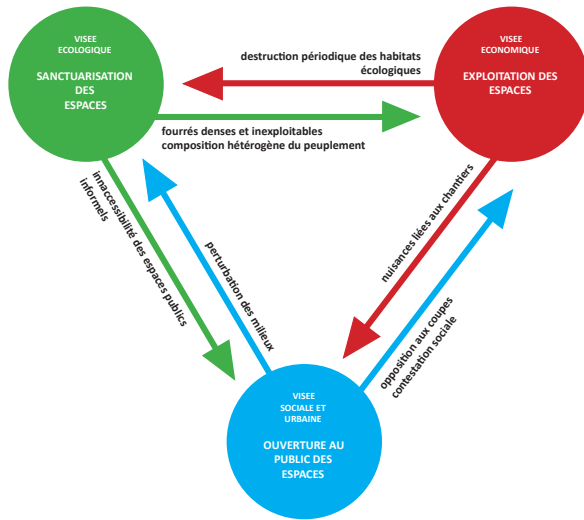 VISEE
ECOLOGIQUE
SANCTUARISATION
DES
ESPACES
VISEE
ECONOMIQUE
EXPLOITATION DES
ESPACES
destruction périodique des habitats
écologiques
fourrés denses et inexploitables
composition hétérogène du peuplement
innaccessibilité des espaces publics
informels
perturbation des milieux
nuisances liées aux chantiers
opposition aux coupes
contestation sociale
VISEE
SOCIALE ET
URBAINE
OUVERTURE AU
PUBLIC DES
ESPACES